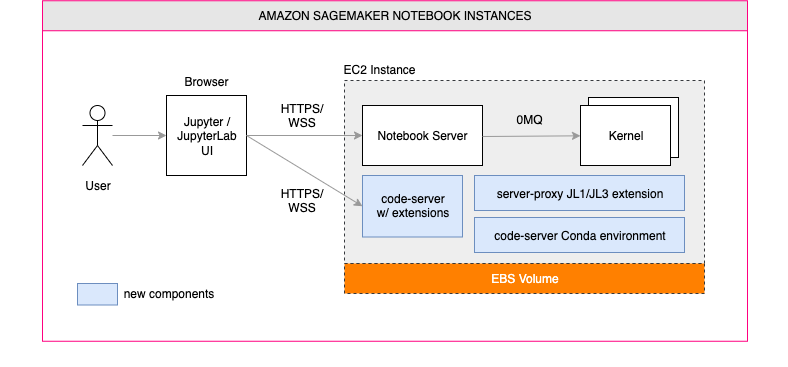 AMAZON SAGEMAKER NOTEBOOK INSTANCES
EC2 Instance
Browser
Jupyter /
JupyterLab
UI
HTTPS/
WSS
Notebook Server
0MQ
Kernel
User
HTTPS/
WSS
code-server
w/ extensions
server-proxy JL1/JL3 extension
code-server Conda environment
EBS Volume
new components